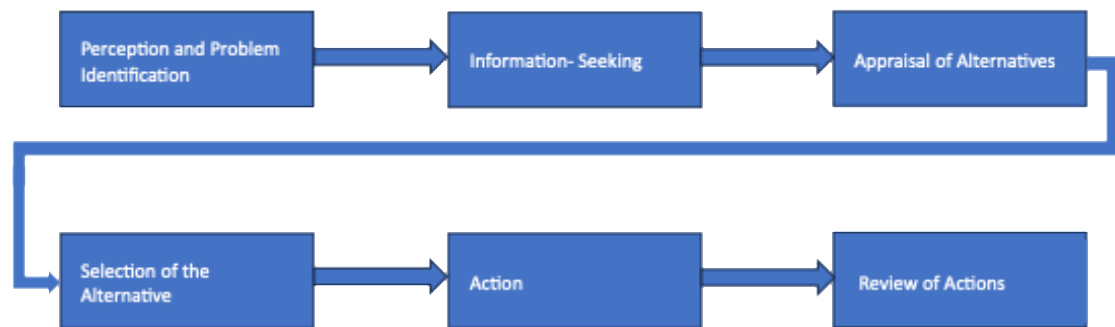 Perception and Problem
Identification
Information- Seeking
Appraisal of Alternatives
Selection of the
Alternative
Action
Review of Actions